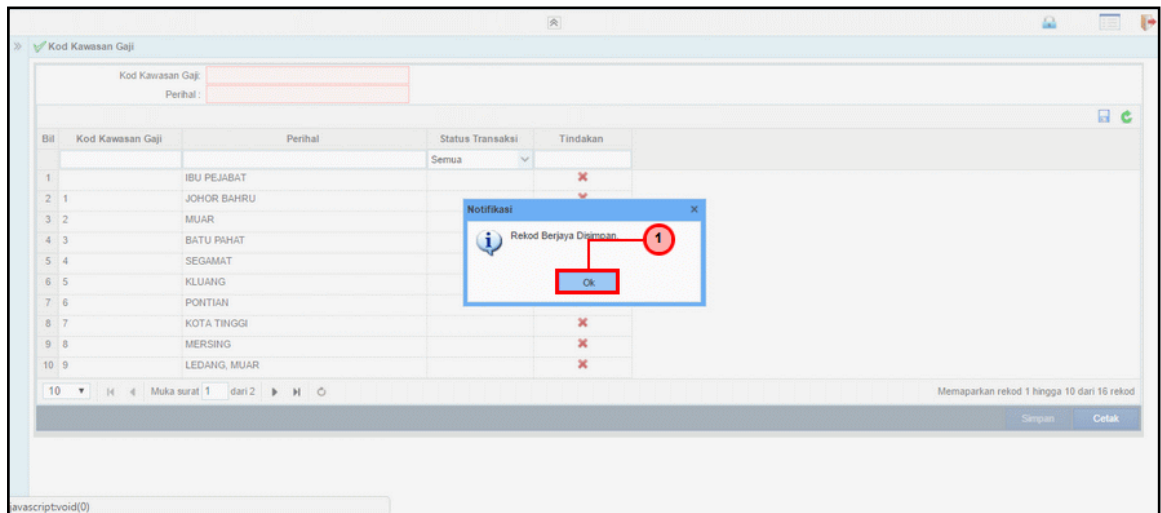 Kod Kawasan Gaji
Kod Kawasan Gaji:
Perihal :
Bil Kod Kawasan Gaji Perihal Status Transaksi Tindakan
Semua
1 IBU PEJABAT
2 1 JOHOR BAHRU
3 2 MUAR
4 3 BATU PAHAT
5 4 SEGAMAT
6 5 KLUANG
7 6 PONTIAN
8 7 KOTA TINGGI
9 8 MERSING
10 9 LEDANG, MUAR
Notifikasi
Rekod Berjaya Disimpan.
1
Ok
10 Muka surat 1 dari 2 Memaparkan rekod 1 hingga 10 dari 16 rekod
Simpan Cetak
javascript:void(0)